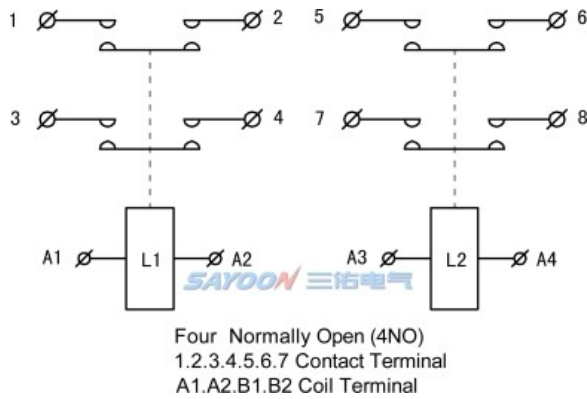 1 2 5 6
3 4 7 8
A1 L1 A2 A3 L2 A4
SAYOON 三佑电气
Four Normally Open (4NO)
1.2.3.4.5.6.7 Contact Terminal
A1.A2.B1.B2 Coil Terminal